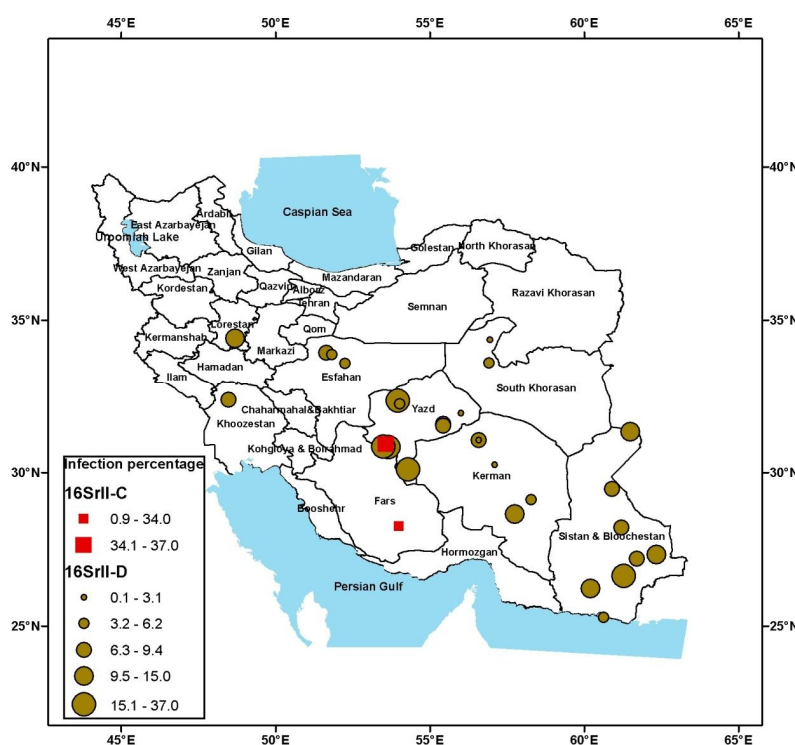 45°E 50°E 55°E 60°E 65°E
40°N 40°N
Caspian Sea
Ardabil
East Azarbayejan
Uroomiah Lake
Golestan
North Khorasan
Gilan
West Azarbayejan
Zanjan
Mazandaran
Kordestan
Qazvin
Alborz
Razavi Khorasan
Tehran
Semnan
35°N 35°N
Lorestan
Qom
Kermanshah
Markazi
Hamadan
Esfahan
Ilam
South Khorasan
Chaharmahal&Bakhtiar
Yazd
Khoozestan
Kohgloya & Boirahmad
30°N 30°N
Kerman
Fars
Booshehr
Sistan & Bloochestan
Hormozgan
Persian Gulf
25°N 25°N
Infection percentage
16SrII-C
0.9 - 34.0
34.1 - 37.0
16SrII-D
0.1 - 3.1
3.2 - 6.2
6.3 - 9.4
9.5 - 15.0
15.1 - 37.0
45°E 50°E 55°E 60°E 65°E